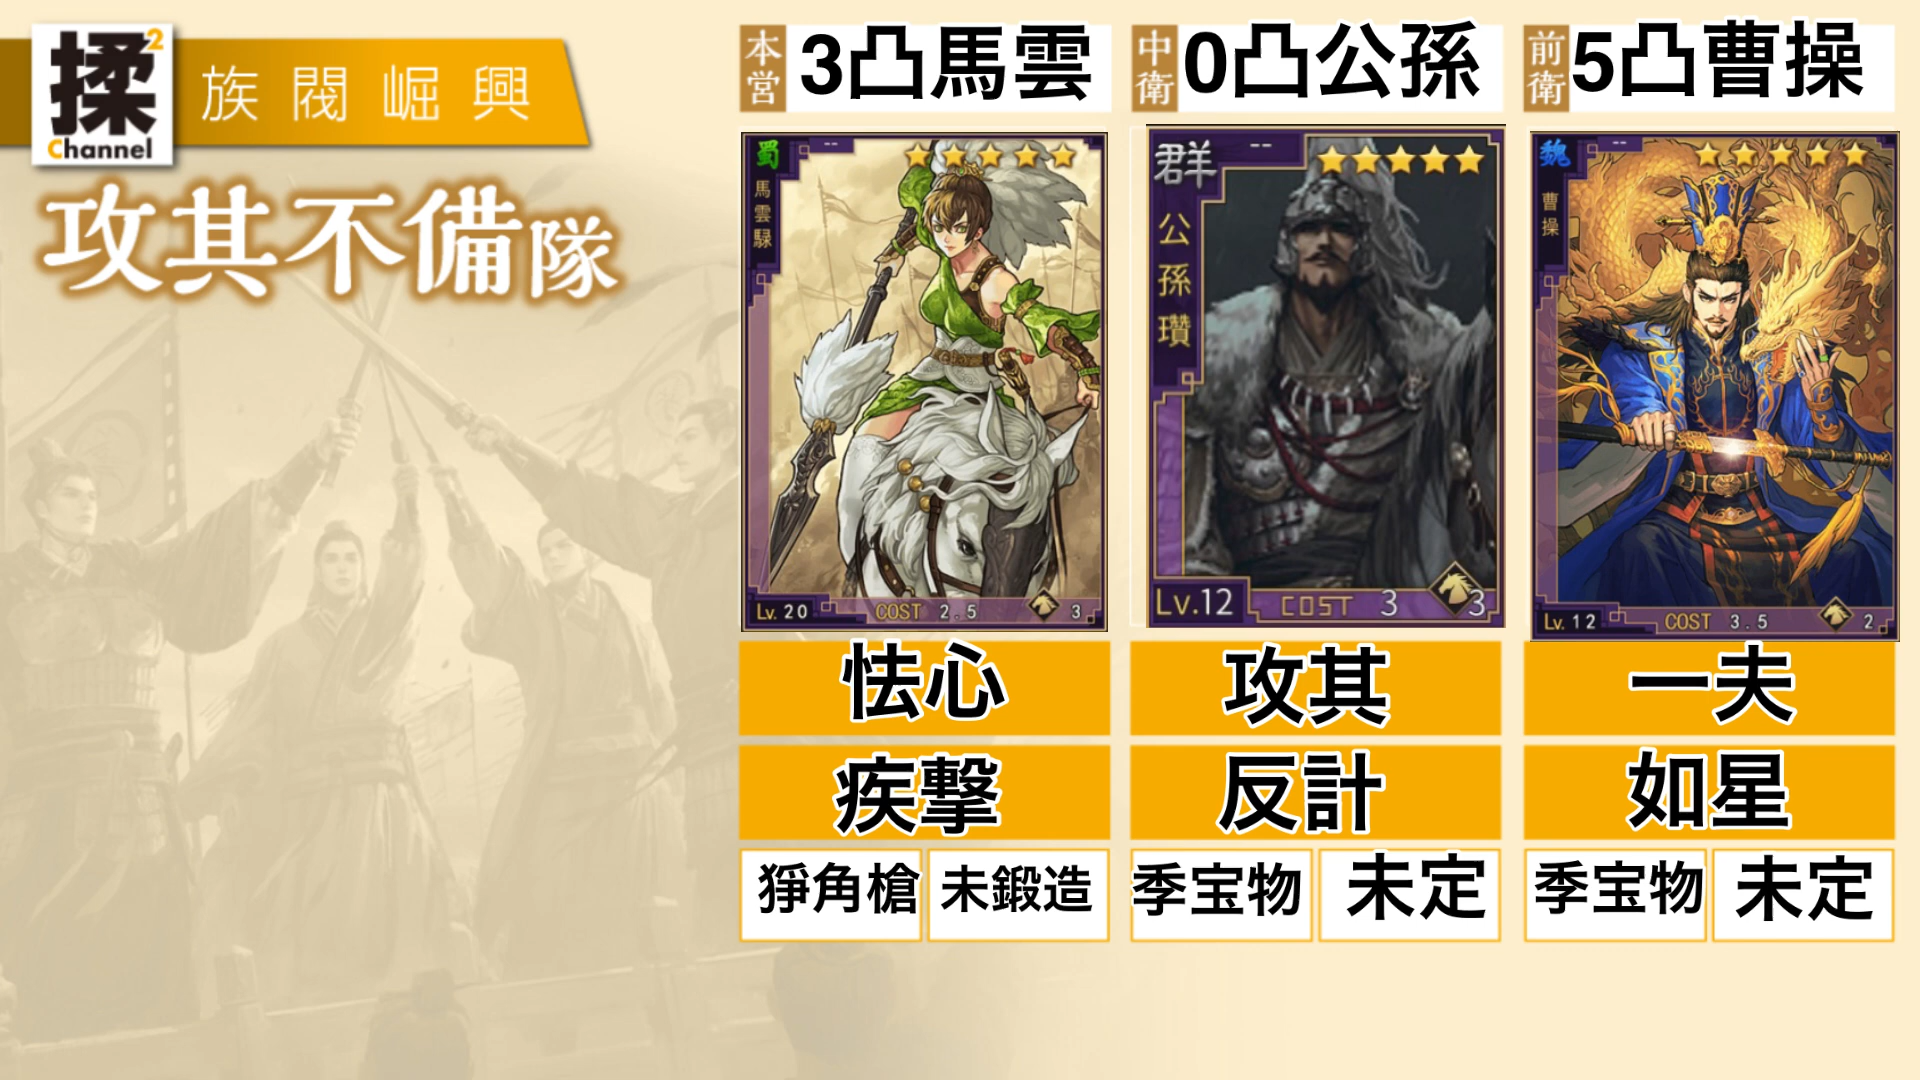 揉2
Channel
族閥崛興
攻其不備隊
本営
3凸馬雲
蜀
--
馬雲騄
Lv.20
COST 2.5
3
怯心
疾撃
猙角槍
未鍛造
中衛
0凸公孫
群
--
公孫瓚
Lv.12
COST 3
3
攻其
反計
季宝物
未定
前衛
5凸曹操
魏
--
曹操
Lv.12
COST 3.5
2
一夫
如星
季宝物
未定